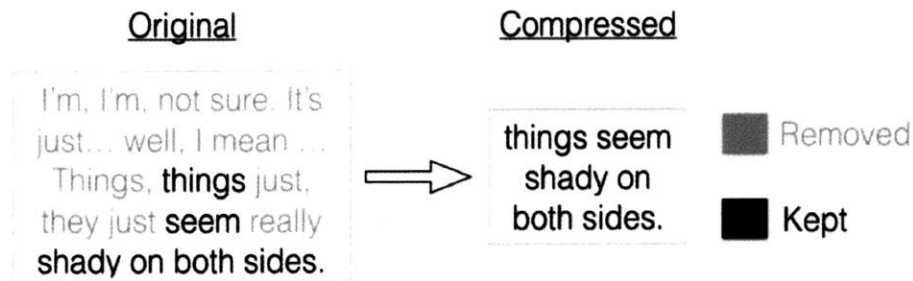 Original
I'm, I'm, not sure. It's
just... well, I mean ...
Things, things just,
they just seem really
shady on both sides.
Compressed
things seem
shady on
both sides.
Removed
Kept